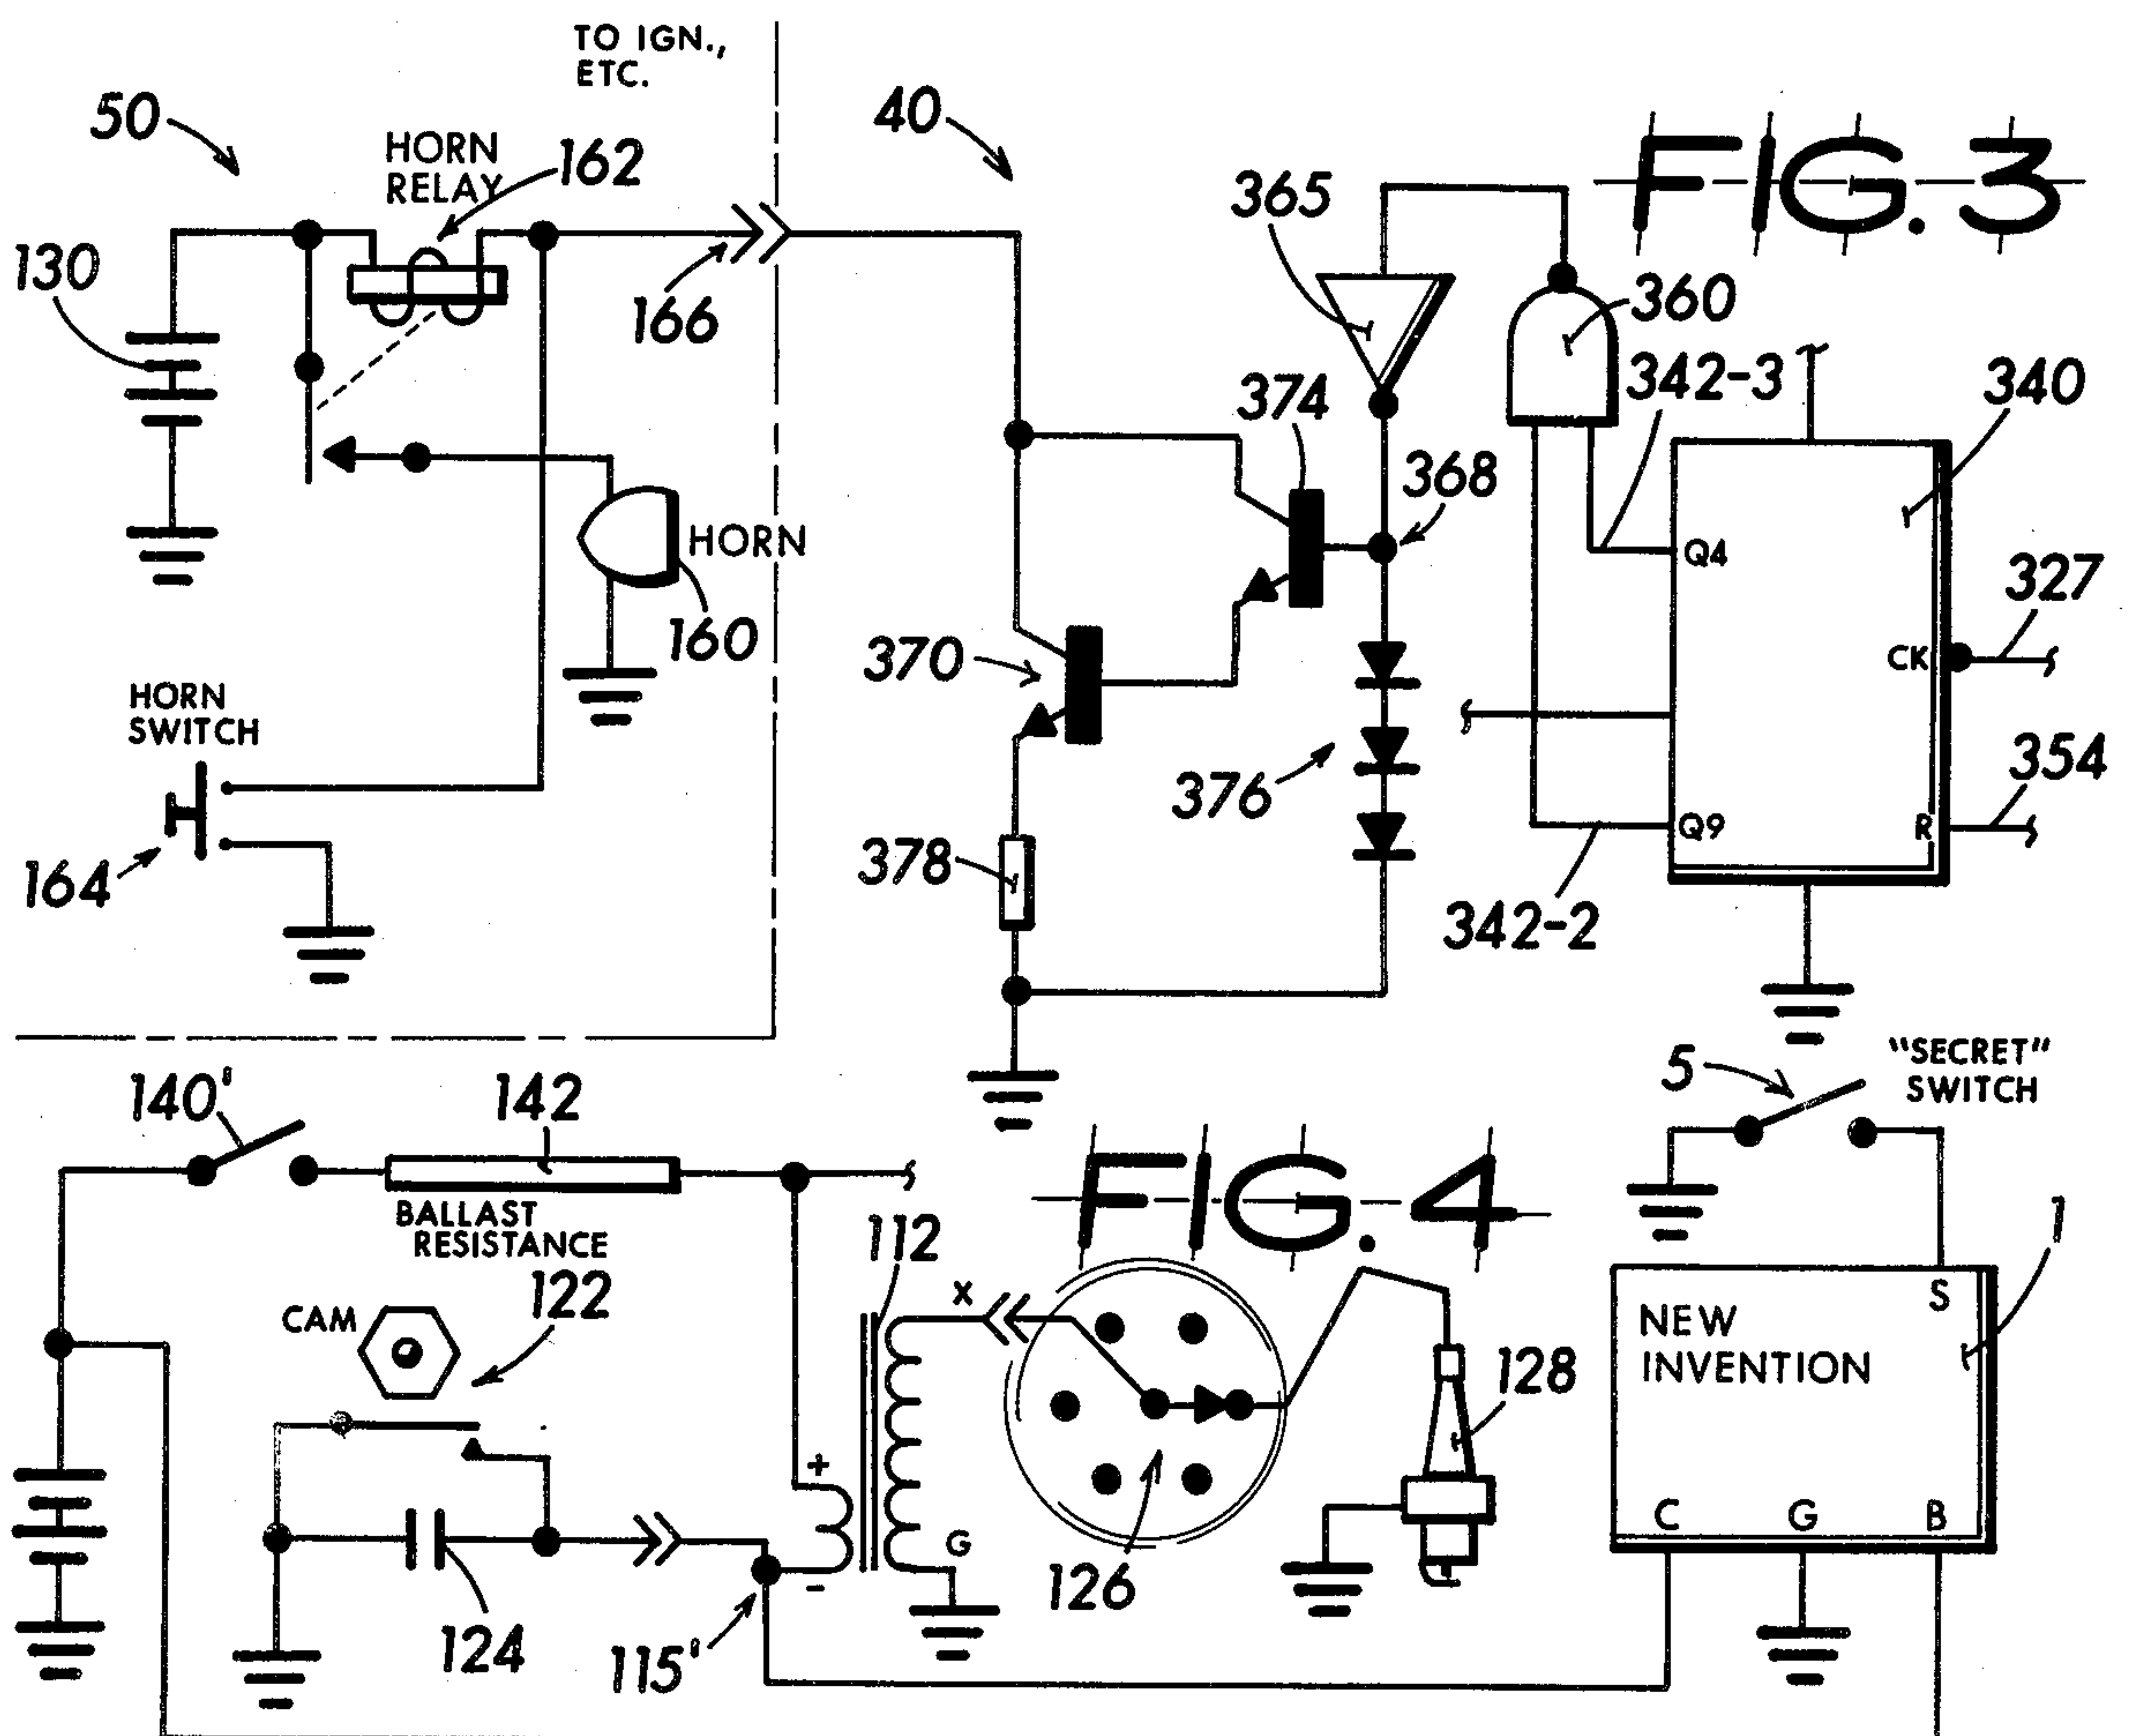 TO IGN.,
ETC.
50
HORN
RELAY
162
40
FIG. 3
365
130
166
360
342-3
340
374
368
HORN
Q4
327
160
370
CK
HORN
SWITCH
376
354
378
Q9
R
164
342-2
140'
142
5
"SECRET"
SWITCH
BALLAST
RESISTANCE
FIG. 4
112
1
122
CAM
X
S
NEW
INVENTION
128
+
C
G
B
G
-
126
124
115'